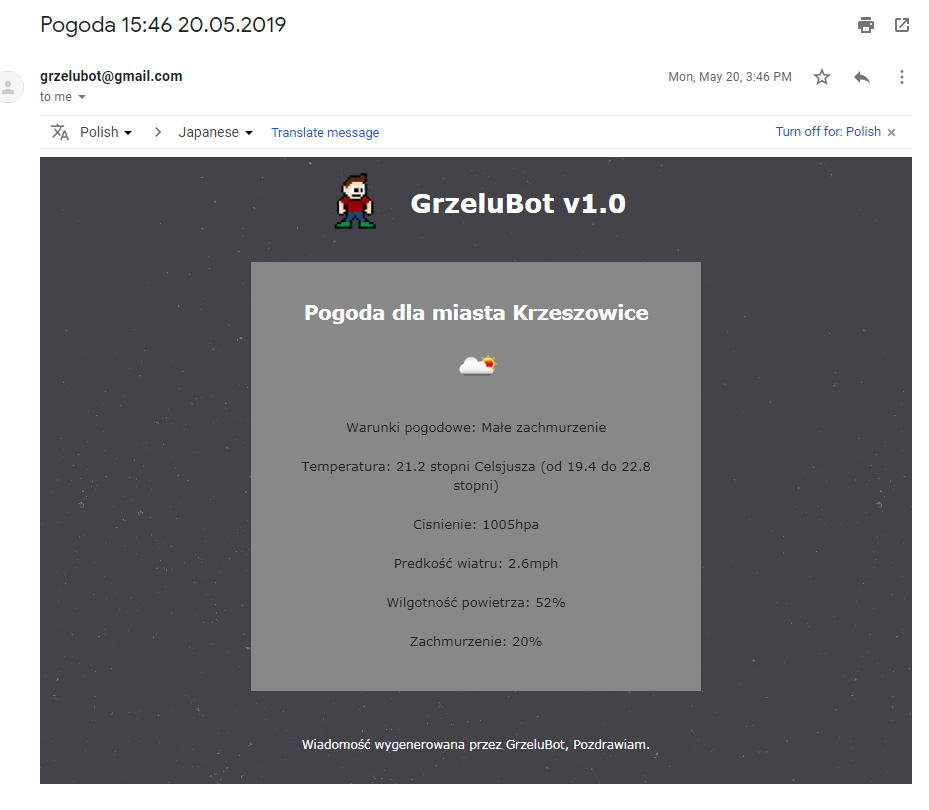 Pogoda 15:46 20.05.2019
grzelubot@gmail.com
Mon, May 20, 3:46 PM
to me
Polish
Japanese
Translate message
Turn off for: Polish
GrzeluBot v1.0
Pogoda dla miasta Krzeszowice
Warunki pogodowe: Małe zachmurzenie
Temperatura: 21.2 stopni Celsjusza (od 19.4 do 22.8
stopni)
Cisnienie: 1005hpa
Predkość wiatru: 2.6mph
Wilgotność powietrza: 52%
Zachmurzenie: 20%
Wiadomość wygenerowana przez GrzeluBot, Pozdrawiam.